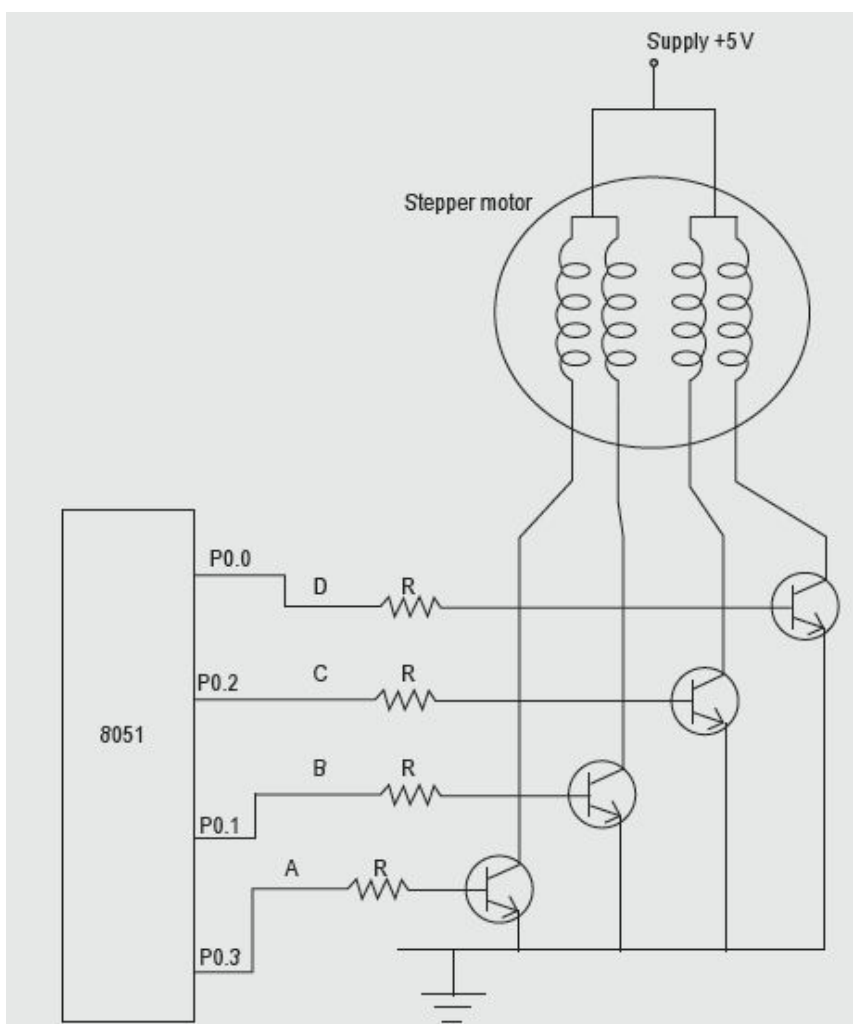 Supply +5 V
Stepper motor
P0.0
D
R
P0.2
C
R
8051
B
R
P0.1
A
R
P0.3